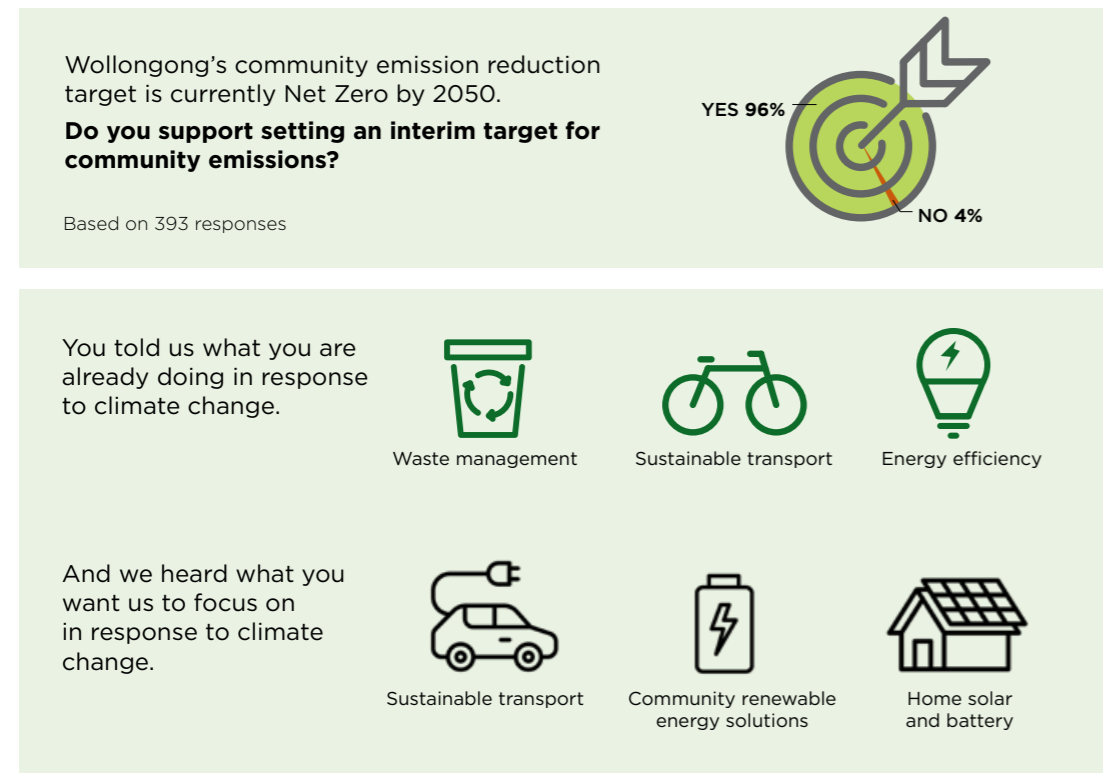 Wollongong’s community emission reduction
target is currently Net Zero by 2050.
Do you support setting an interim target for
community emissions?
Based on 393 responses
YES 96%
NO 4%
You told us what you are
already doing in response
to climate change.
Waste management
Sustainable transport
Energy efficiency
And we heard what you
want us to focus on
in response to climate
change.
Sustainable transport
Community renewable
energy solutions
Home solar
and battery